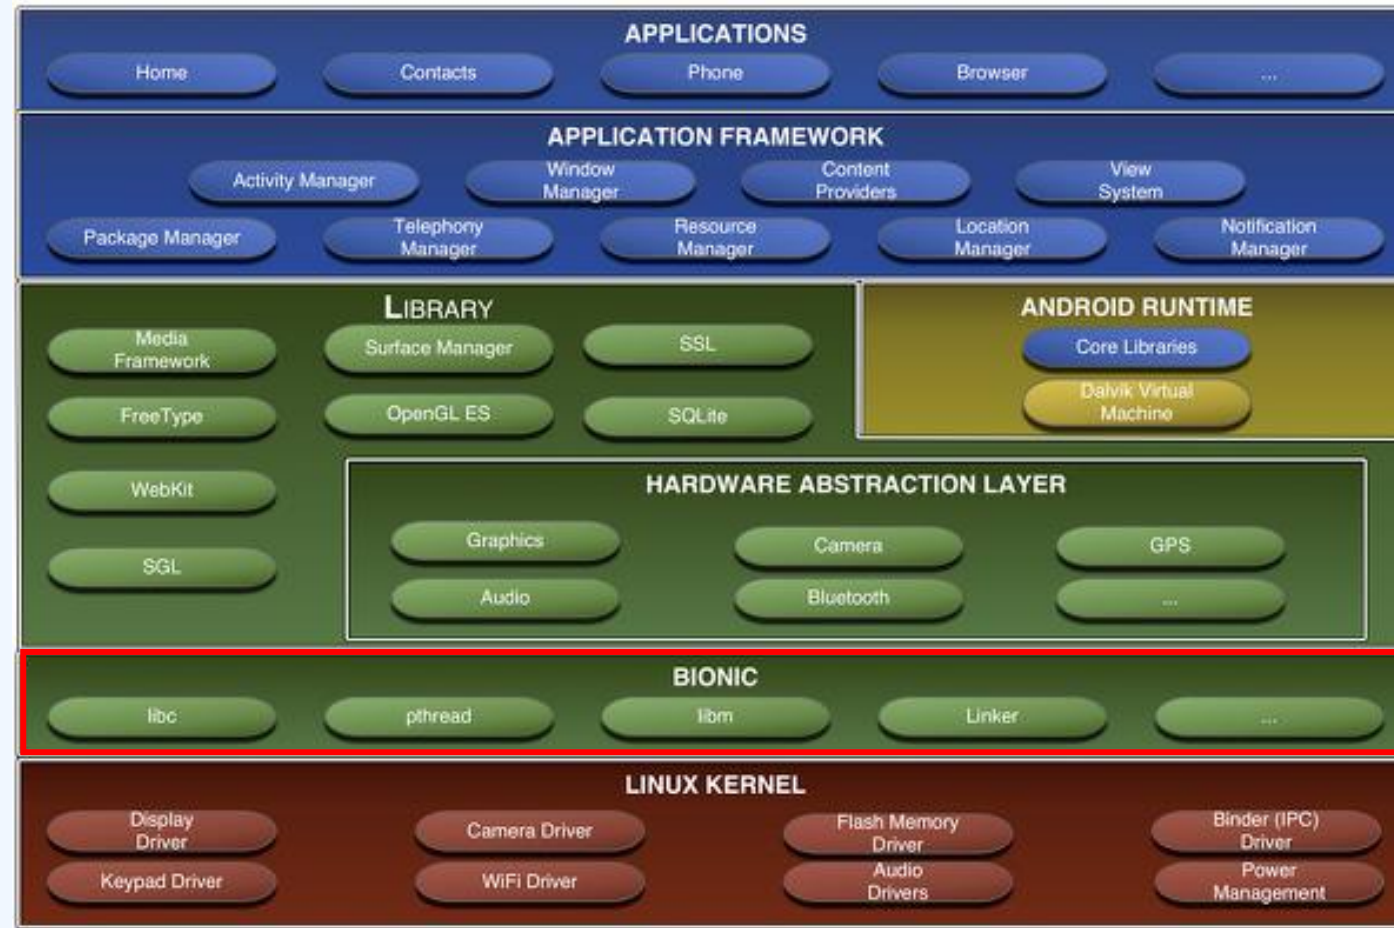 APPLICATIONS
Home
Contacts
Phone
Browser
...
APPLICATION FRAMEWORK
Activity Manager
Window
Manager
Content
Providers
View
System
Package Manager
Telephony
Manager
Resource
Manager
Location
Manager
Notification
Manager
LIBRARY
Media
Framework
Surface Manager
SSL
FreeType
OpenGL ES
SQLite
WebKit
SGL
ANDROID RUNTIME
Core Libraries
Dalvik Virtual
Machine
HARDWARE ABSTRACTION LAYER
Graphics
Camera
GPS
Audio
Bluetooth
...
BIONIC
libc
pthread
libm
Linker
...
LINUX KERNEL
Display
Driver
Camera Driver
Flash Memory
Driver
Binder (IPC)
Driver
Keypad Driver
WiFi Driver
Audio
Drivers
Power
Management